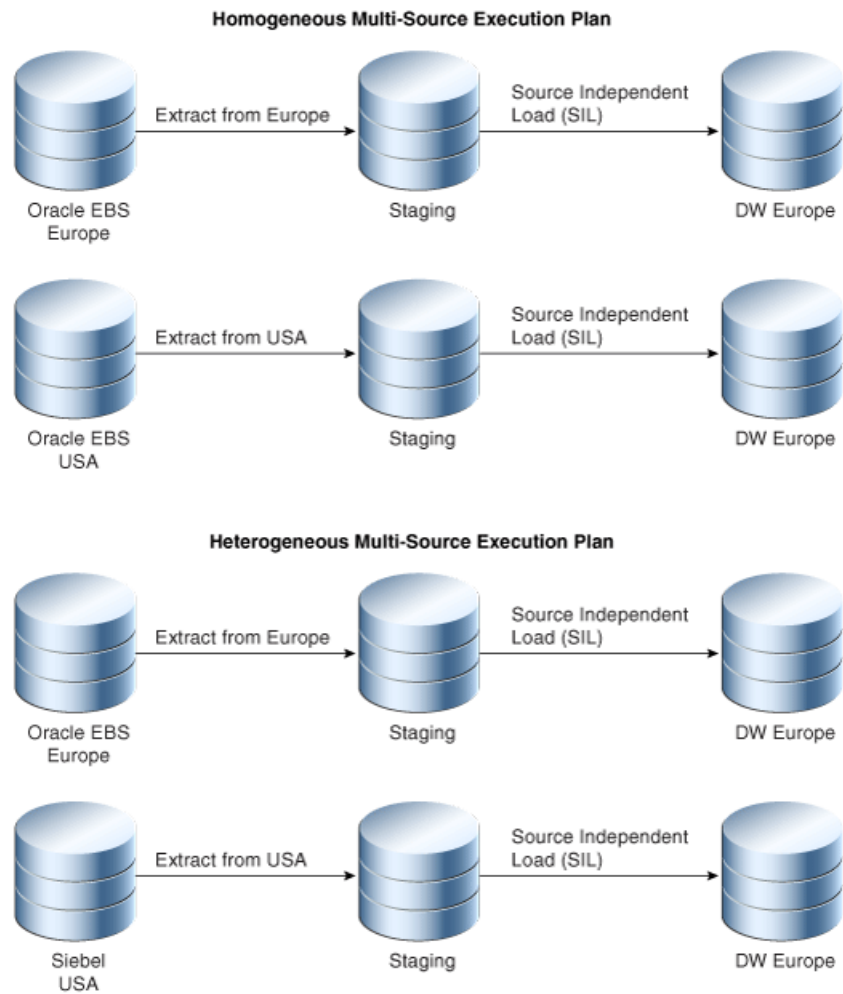 Homogeneous Multi-Source Execution Plan
Extract from Europe
Source Independent
Load (SIL)
Oracle EBS
Europe
Staging
DW Europe
Extract from USA
Source Independent
Load (SIL)
Oracle EBS
USA
Staging
DW Europe
Heterogeneous Multi-Source Execution Plan
Extract from Europe
Source Independent
Load (SIL)
Oracle EBS
Europe
Staging
DW Europe
Extract from USA
Source Independent
Load (SIL)
Siebel
USA
Staging
DW Europe